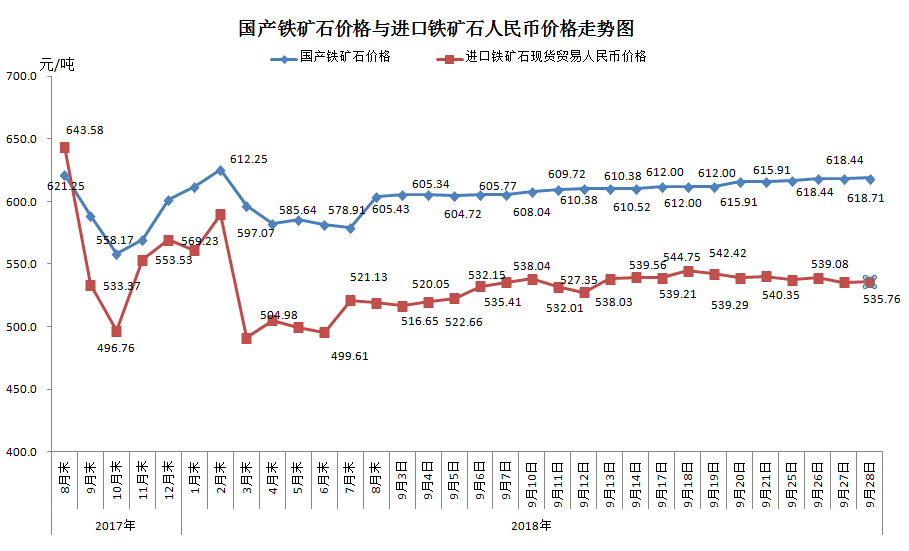 国产铁矿石价格与进口铁矿石人民币价格走势图
元/吨
国产铁矿石价格
进口铁矿石现货贸易人民币价格
700.0
650.0
600.0
550.0
500.0
450.0
400.0
643.58
621.25
558.17
533.37
496.76
553.53
569.23
612.25
597.07
585.64
504.98
578.91
499.61
521.13
605.43
516.65
605.34
520.05
604.72
522.66
532.15
605.77
535.41
608.04
538.04
609.72
532.01
610.38
527.35
610.38
538.03
610.52
539.56
612.00
539.21
612.00
544.75
612.00
542.42
615.91
539.29
615.91
540.35
618.44
539.08
618.44
618.71
535.76
8月末
9月末
10月末
11月末
12月末
1月末
2月末
3月末
4月末
5月末
6月末
7月末
8月末
9月3日
9月4日
9月5日
9月6日
9月7日
9月10日
9月11日
9月12日
9月13日
9月14日
9月17日
9月18日
9月19日
9月20日
9月21日
9月25日
9月26日
9月27日
9月28日
2017年
2018年